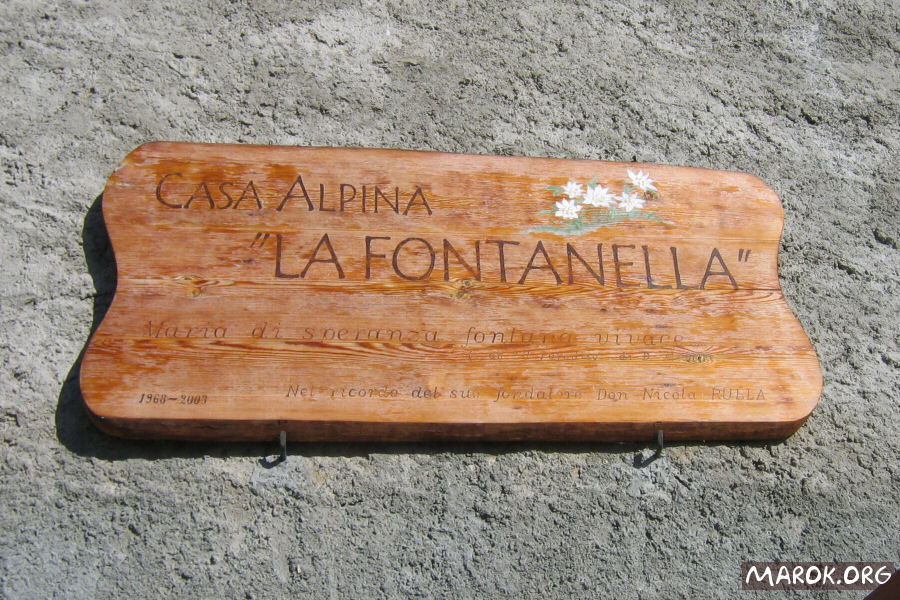 CASA ALPINA
"LA FONTANELLA"
Maria di speranza fontana vivace
1968-2003
Nel ricordo del suo fondatore Don Nicola RULLA
MAROK.ORG